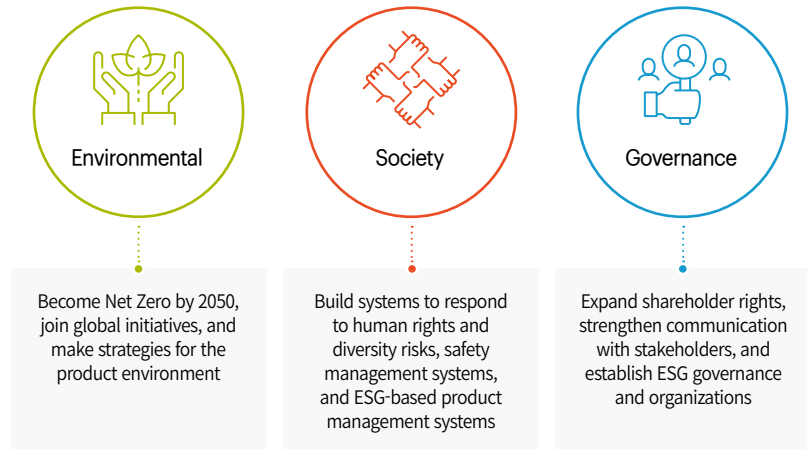 Environmental
Society
Governance
Become Net Zero by 2050,
join global initiatives, and
make strategies for the
product environment
Build systems to respond
to human rights and
diversity risks, safety
management systems,
and ESG-based product
management systems
Expand shareholder rights,
strengthen communication
with stakeholders, and
establish ESG governance
and organizations